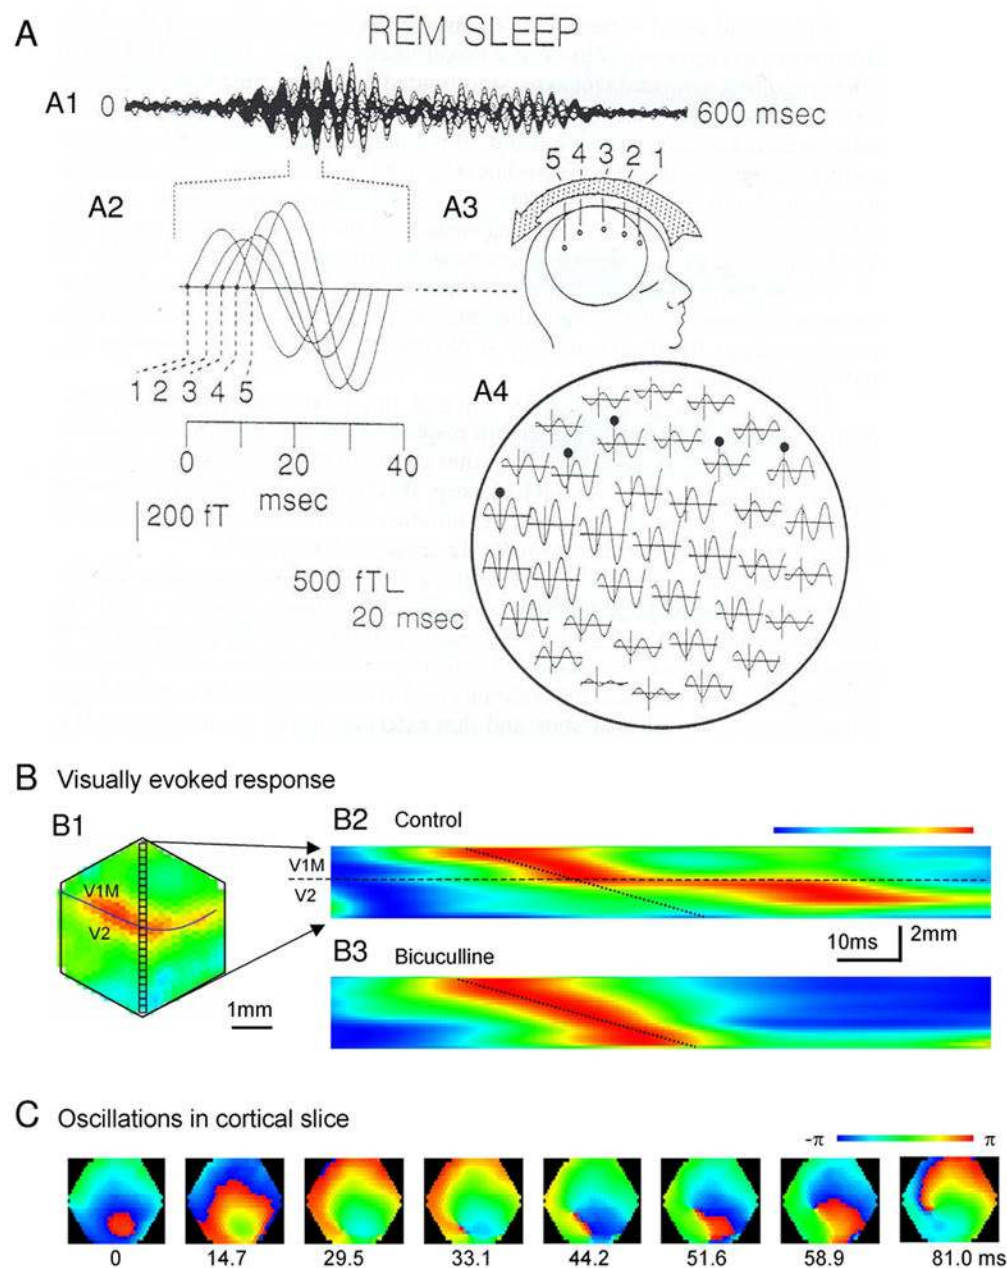 A
REM SLEEP
A1 0
600 msec
5 4 3 2 1
A2
A3
1 2 3 4 5
A4
0 20 40
msec
200 fT
500 fT
20 msec
B Visually evoked response
B1
V1M
V2
1mm
B2 Control
V1M
V2
10ms
2mm
B3 Bicuculline
C Oscillations in cortical slice
-π π
0 14.7 29.5 33.1 44.2 51.6 58.9 81.0 ms